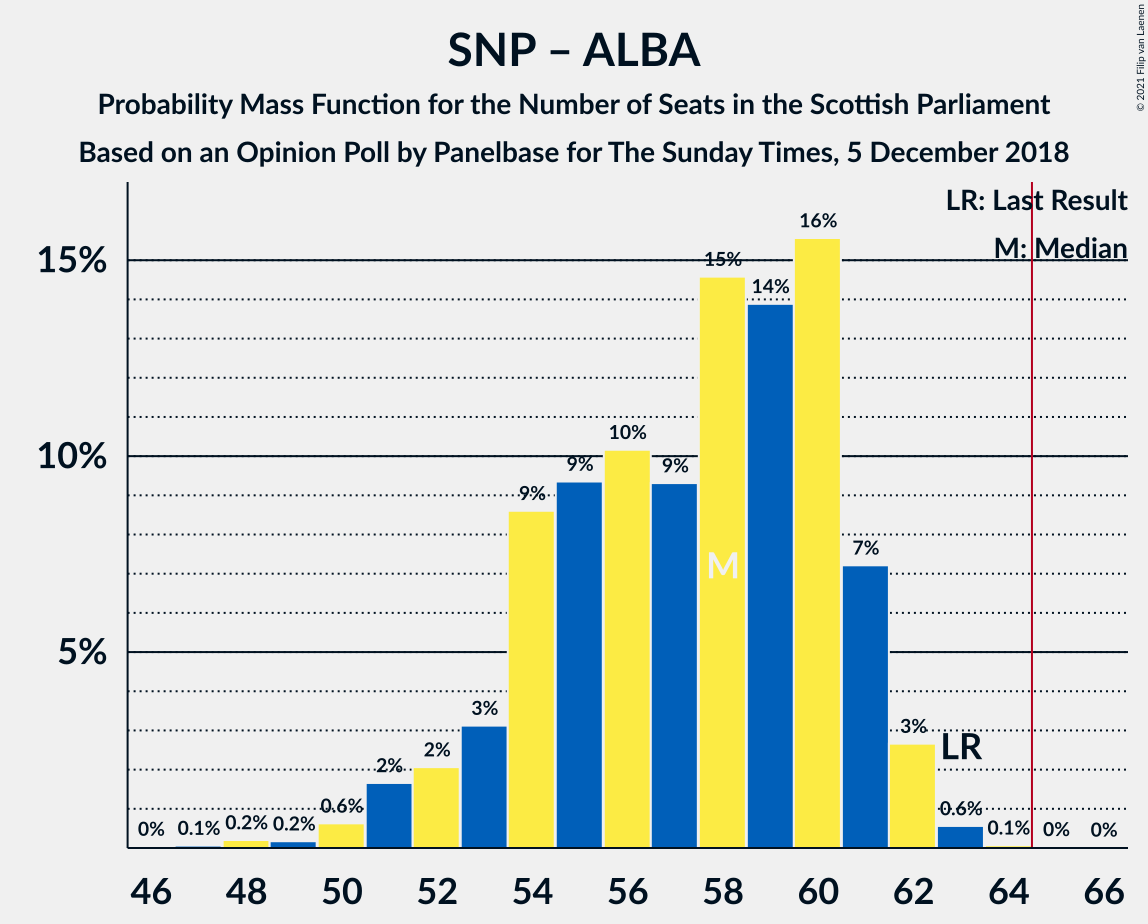 SNP – ALBA
Probability Mass Function for the Number of Seats in the Scottish Parliament
Based on an Opinion Poll by Panelbase for The Sunday Times, 5 December 2018
© 2021 Filip van Laenen
LR: Last Result
M: Median
15%
10%
5%
0%
0.1%
0.2%
0.2%
0.6%
2%
2%
3%
9%
9%
10%
9%
15%
14%
16%
7%
3%
0.6%
0.1%
0%
0%
M
LR
46 48 50 52 54 56 58 60 62 64 66